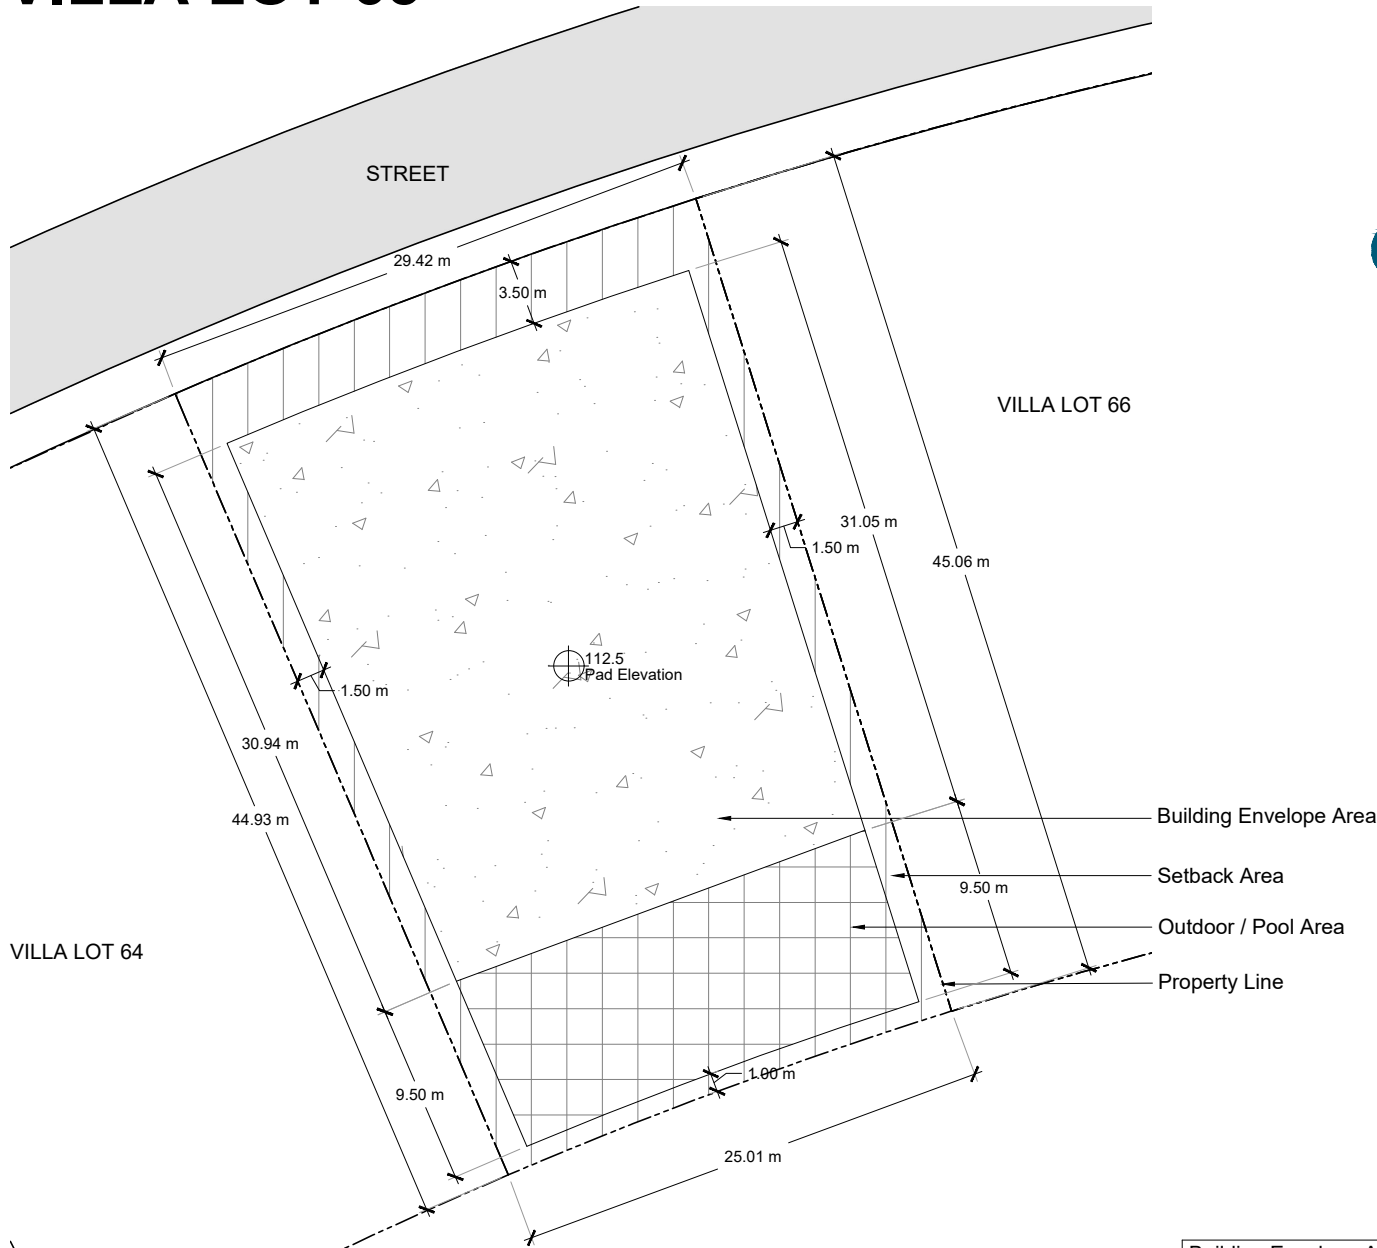 STREET
29.42 m
3.50 m
VILLA LOT 66
31.05 m
1.50 m
45.06 m
112.5
Pad Elevation
1.50 m
30.94 m
44.93 m
Building Envelope Area
Setback Area
9.50 m
Outdoor / Pool Area
VILLA LOT 64
Property Line
1.00 m
9.50 m
25.01 m